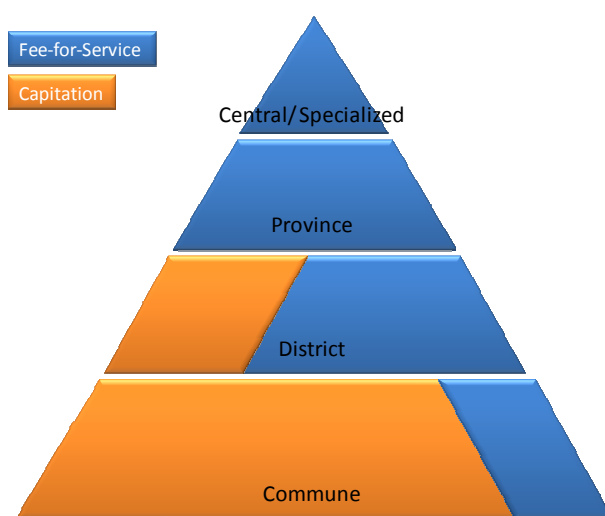 Fee-for-Service
Capitation
Central/Specialized
Province
District
Commune